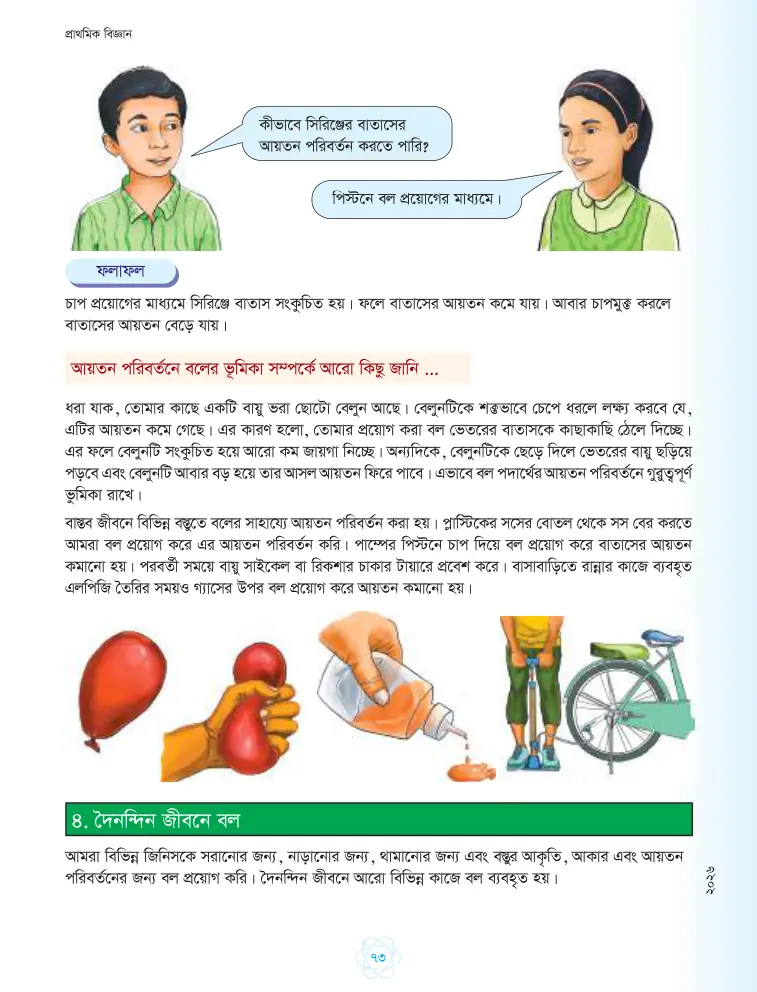 প্রাথমিক বিজ্ঞান
কীভাবে সিরিঞ্জের বাতাসের
আয়তন পরিবর্তন করতে পারি?
পিস্টনে বল প্রয়োগের মাধ্যমে।
ফলাফল
চাপ প্রয়োগের মাধ্যমে সিরিঞ্জে বাতাস সংকুচিত হয়। ফলে বাতাসের আয়তন কমে যায়। আবার চাপমুক্ত করলে
বাতাসের আয়তন বেড়ে যায়।
আয়তন পরিবর্তনে বলের ভূমিকা সম্পর্কে আরো কিছু জানি ...
ধরা যাক, তোমার কাছে একটি বায়ু ভরা ছোটো বেলুন আছে। বেলুনটিকে শক্তভাবে চেপে ধরলে লক্ষ্য করবে যে,
এটির আয়তন কমে গেছে। এর কারণ হলো, তোমার প্রয়োগ করা বল ভেতরের বাতাসকে কাছাকাছি ঠেলে দিচ্ছে।
এর ফলে বেলুনটি সংকুচিত হয়ে আরো কম জায়গা নিচ্ছে। অন্যদিকে, বেলুনটিকে ছেড়ে দিলে ভেতরের বায়ু ছড়িয়ে
পড়বে এবং বেলুনটি আবার বড় হয়ে তার আসল আয়তন ফিরে পাবে। এভাবে বল পদার্থের আয়তন পরিবর্তনে গুরুত্বপূর্ণ
ভূমিকা রাখে।
বাস্তব জীবনে বিভিন্ন বস্তুতে বলের সাহায্যে আয়তন পরিবর্তন করা হয়। প্লাস্টিকের সসের বোতল থেকে সস বের করতে
আমরা বল প্রয়োগ করে এর আয়তন পরিবর্তন করি। পাম্পের পিস্টনে চাপ দিয়ে বল প্রয়োগ করে বাতাসের আয়তন
কমানো হয়। পরবর্তী সময়ে বায়ু সাইকেল বা রিকশার চাকার টায়ারে প্রবেশ করে। বাসাবাড়িতে রান্নার কাজে ব্যবহৃত
এলপিজি তৈরির সময়ও গ্যাসের উপর বল প্রয়োগ করে আয়তন কমানো হয়।
৪. দৈনন্দিন জীবনে বল
আমরা বিভিন্ন জিনিসকে সরানোর জন্য, নাড়ানোর জন্য, থামানোর জন্য এবং বস্তুর আকৃতি, আকার এবং আয়তন
পরিবর্তনের জন্য বল প্রয়োগ করি। দৈনন্দিন জীবনে আরো বিভিন্ন কাজে বল ব্যবহৃত হয়।
২০২৬
৭৩